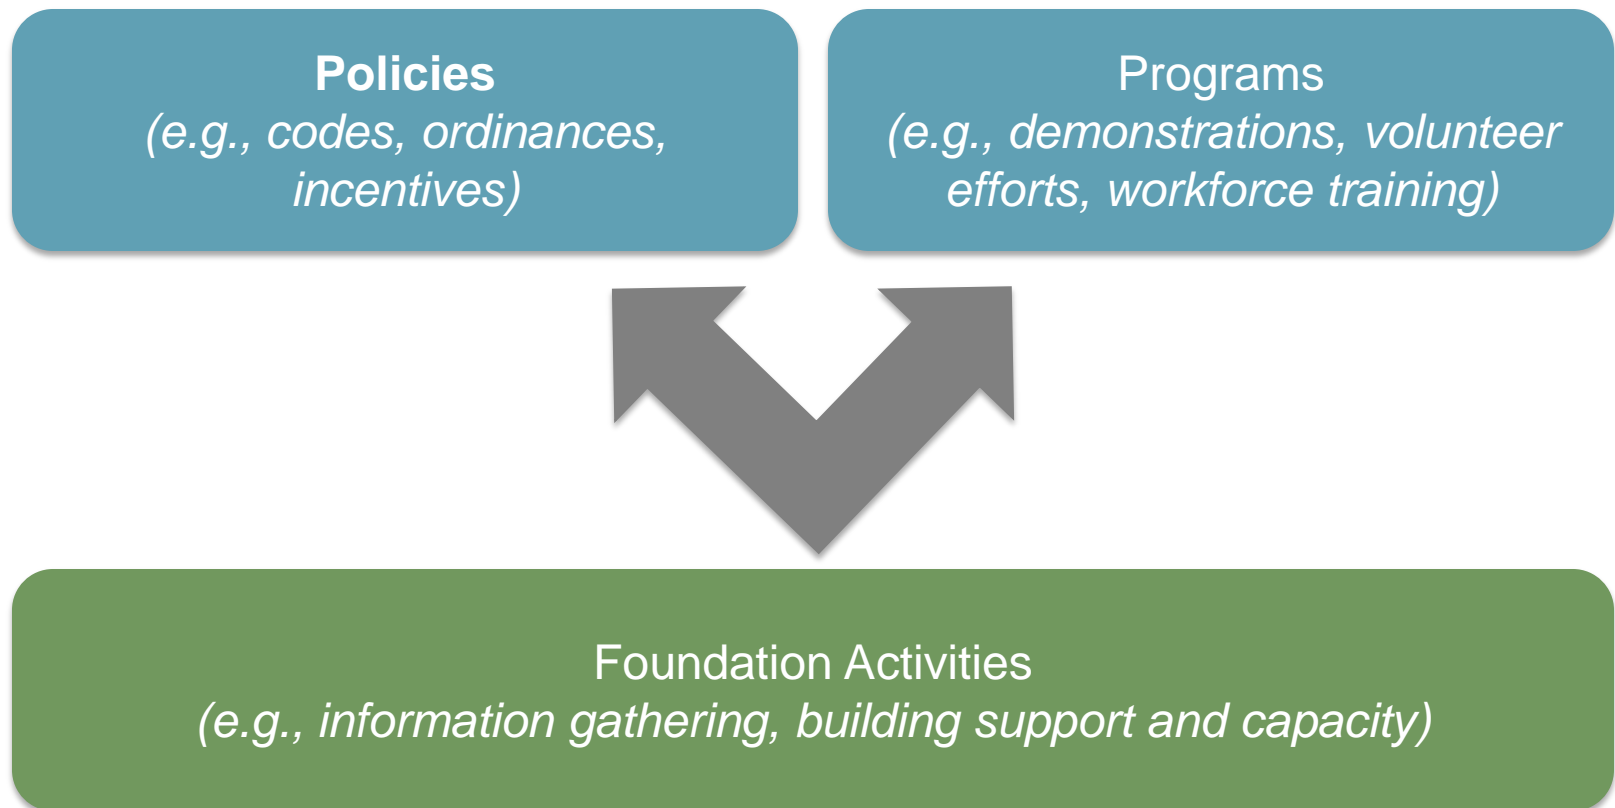 Policies
(e.g., codes, ordinances,
incentives)
Programs
(e.g., demonstrations, volunteer
efforts, workforce training)
Foundation Activities
(e.g., information gathering, building support and capacity)